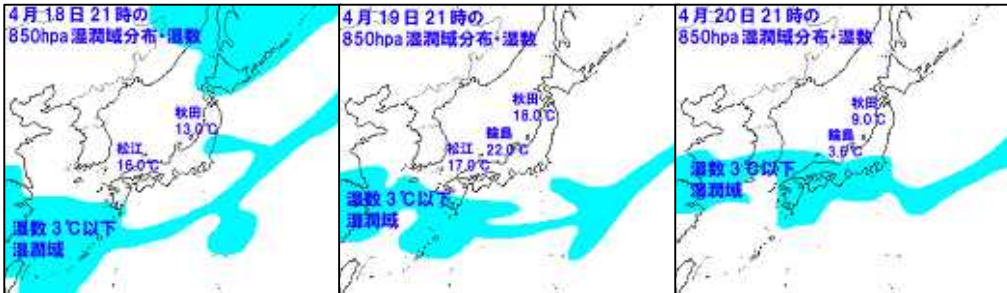 4月18日21時の
850hpa湿潤域分布・湿数
秋田
13.0℃
松江
16.0℃
湿数3℃以下
湿潤域
4月19日21時の
850hpa湿潤域分布・湿数
秋田
18.0℃
輪島
22.0℃
松江
17.0℃
湿数3℃以下
湿潤域
4月20日21時の
850hpa湿潤域分布・湿数
秋田
9.0℃
輪島
3.6℃
湿数3℃以下
湿潤域